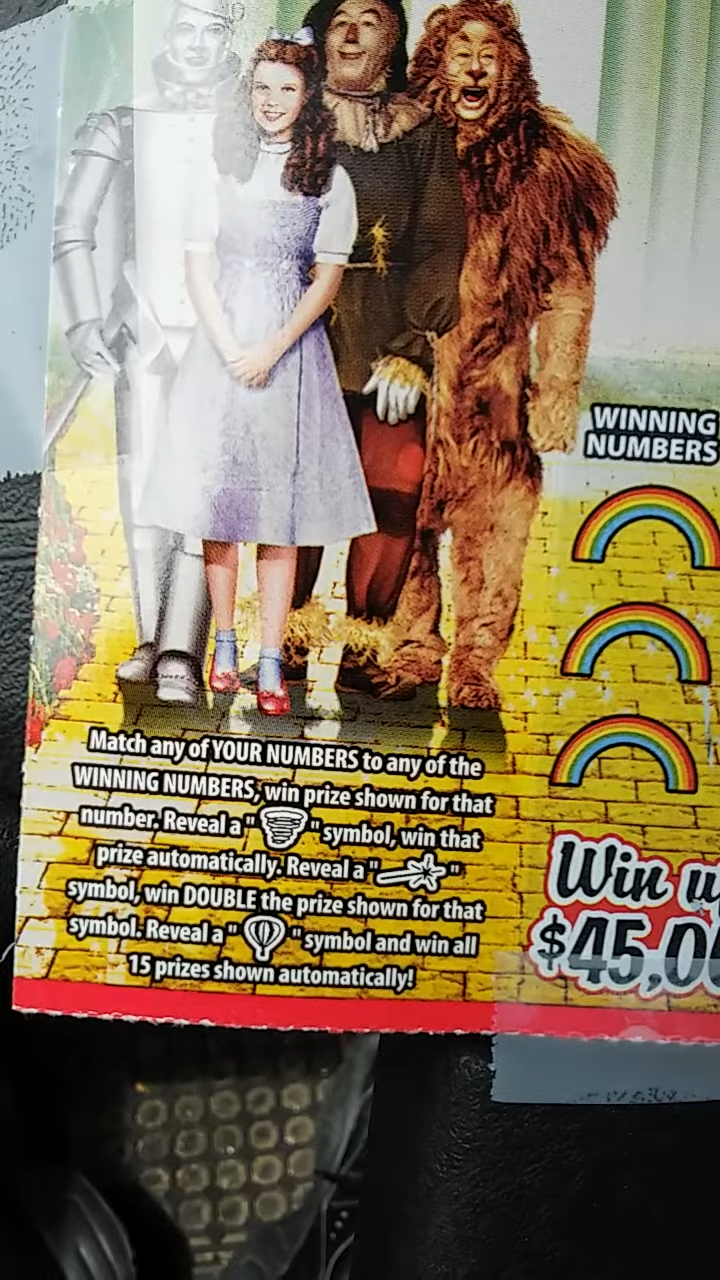 WINNING
NUMBERS
Match any of YOUR NUMBERS to any of the
WINNING NUMBERS, win prize shown for that
number. Reveal a " " symbol, win that
prize automatically. Reveal a " "
symbol, win DOUBLE the prize shown for that
symbol. Reveal a " " symbol and win all
15 prizes shown automatically!
Win
$45,0